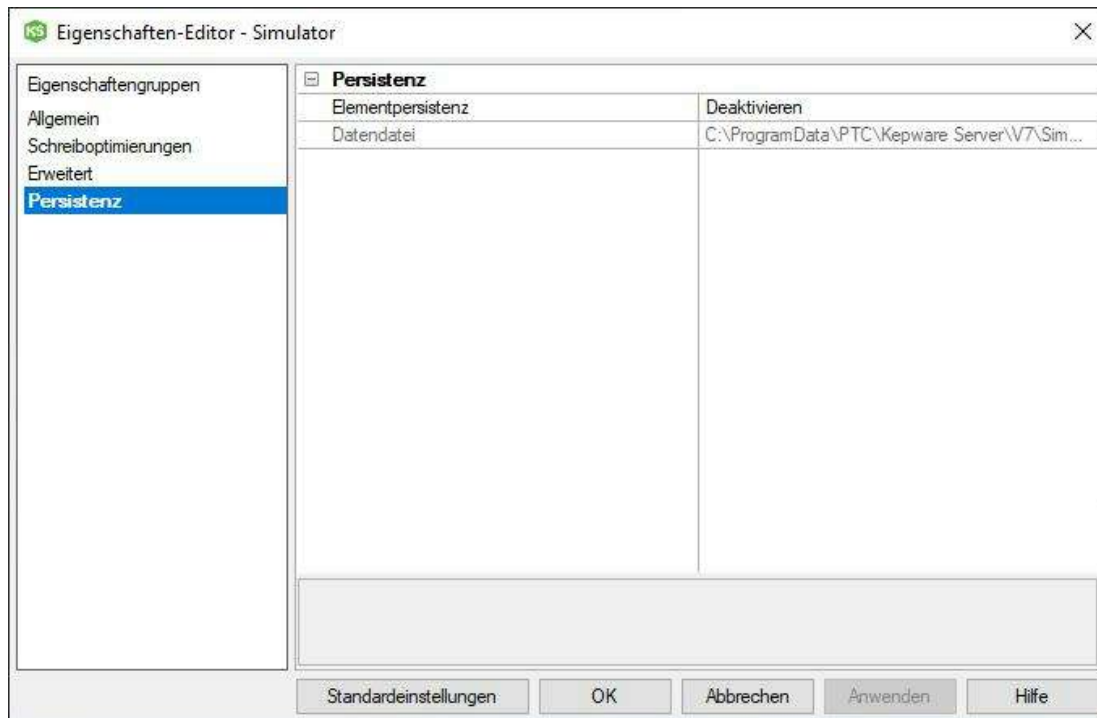 KS Eigenschaften-Editor - Simulator
Eigenschaftengruppen
Allgemein
Schreiboptimierungen
Erweitert
Persistenz
Persistenz
Elementpersistenz Deaktivieren
Datendatei C:\ProgramData\PTC\Kepware Server\V7\Sim...
Standardeinstellungen OK Abbrechen Anwenden Hilfe